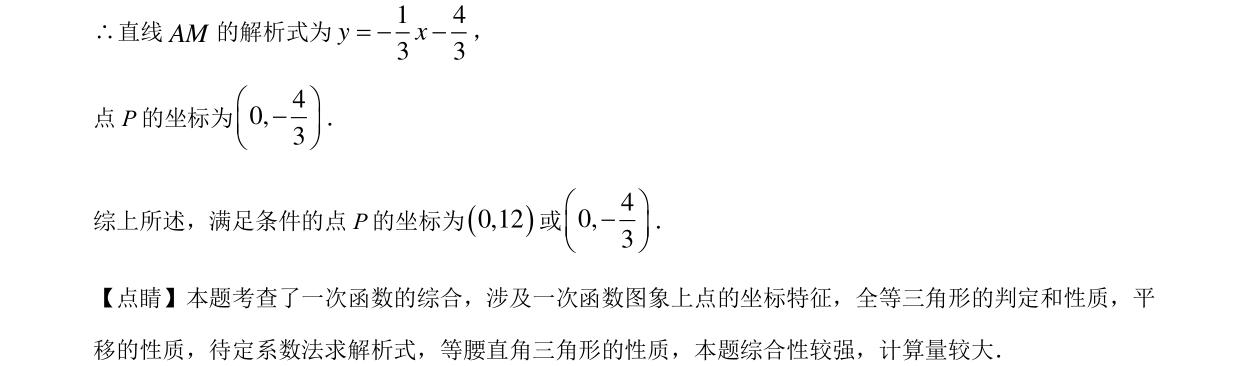 ∴直线 AM 的解析式为 y = -1/3 x - 4/3，
点 P 的坐标为(0,-4/3)．
综上所述，满足条件的点 P 的坐标为(0,12)或(0,-4/3)．
【点睛】本题考查了一次函数的综合，涉及一次函数图象上点的坐标特征，全等三角形的判定和性质，平
移的性质，待定系数法求解析式，等腰直角三角形的性质，本题综合性较强，计算量较大．